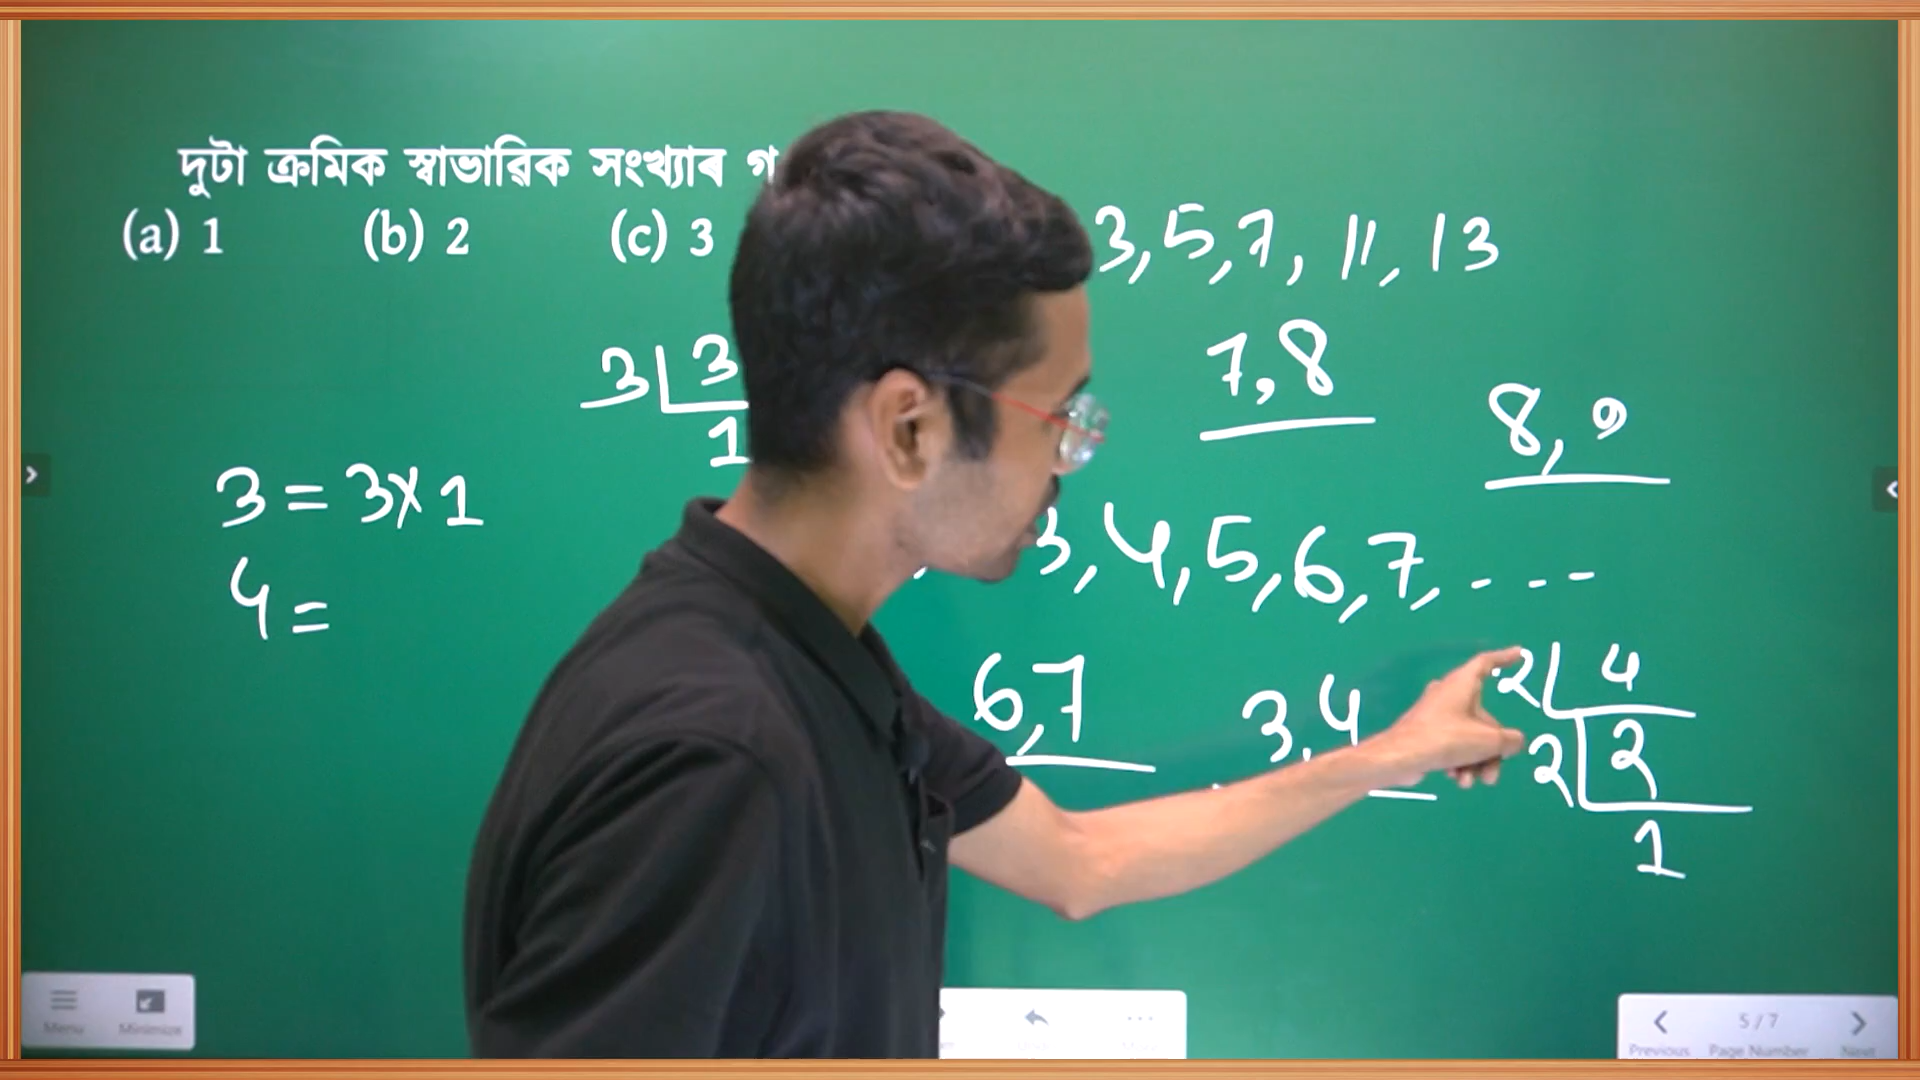 দুটা ক্ৰমিক স্বাভাৱিক সংখ্যাৰ গ
(a) 1 (b) 2 (c) 3
3, 5, 7, 11, 13
3 3
1
7, 8
8, 9
3 = 3x1
4 =
3, 4, 5, 6, 7, ---
6, 7
3, 4
2 4
2 2
1
Menu Minimize
5 / 7
Previous Page Number Next